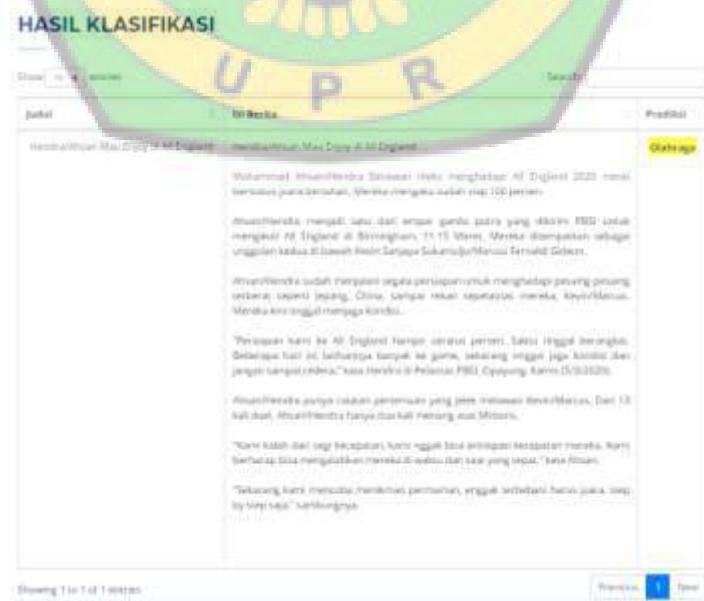 HASIL KLASIFIKASI
U P R
Show entries
Search:
Judul Isi Berita Prediksi
Hendra/Ahsan Mau Enjoy di All England Hendra/Ahsan Mau Enjoy di All England Olahraga
Mohammad Ahsan/Hendra Setiawan menghadapi All England 2020
berstatus juara bertahan. Mereka mengaku sudah siap 100 persen.
Ahsan/Hendra menjadi satu dari empat ganda putra yang dikirim PBSI untuk
mengikuti All England di Birmingham, 11-15 Maret. Mereka ditempatkan sebagai
unggulan kedua di bawah Kevin Sanjaya Sukamuljo/Marcus Fernaldi Gideon.
Ahsan/Hendra sudah menjalani segala persiapan untuk menghadapi pesaing-pesaing
terberat seperti Jepang, China, sampai rekan sepelatnas mereka, Kevin/Marcus.
Mereka kini tinggal menjaga kondisi.
"Persiapan kami ke All England hampir seratus persen. Sabtu tinggal berangkat.
Beberapa hari ini latihannya banyak ke game, sekarang tinggal jaga kondisi dan
jangan sampai cedera," kata Hendra di Pelatnas PBSI, Cipayung, Kamis (5/3/2020).
Ahsan/Hendra punya catatan pertemuan yang jelek melawan Kevin/Marcus. Dari 13
kali duel, Ahsan/Hendra hanya dua kali menang atas Minions.
"Kami kalah dari segi kecepatan, kami nggak bisa antisipasi kecepatan mereka. Kami
berharap bisa mengalahkan mereka di waktu dan saat yang tepat," kata Ahsan.
"Sekarang kami mencoba menikmati permainan, enggak terbebani harus juara, step
by step saja," sambungnya.
Showing 1 to 1 of 1 entries
Previous 1 Next